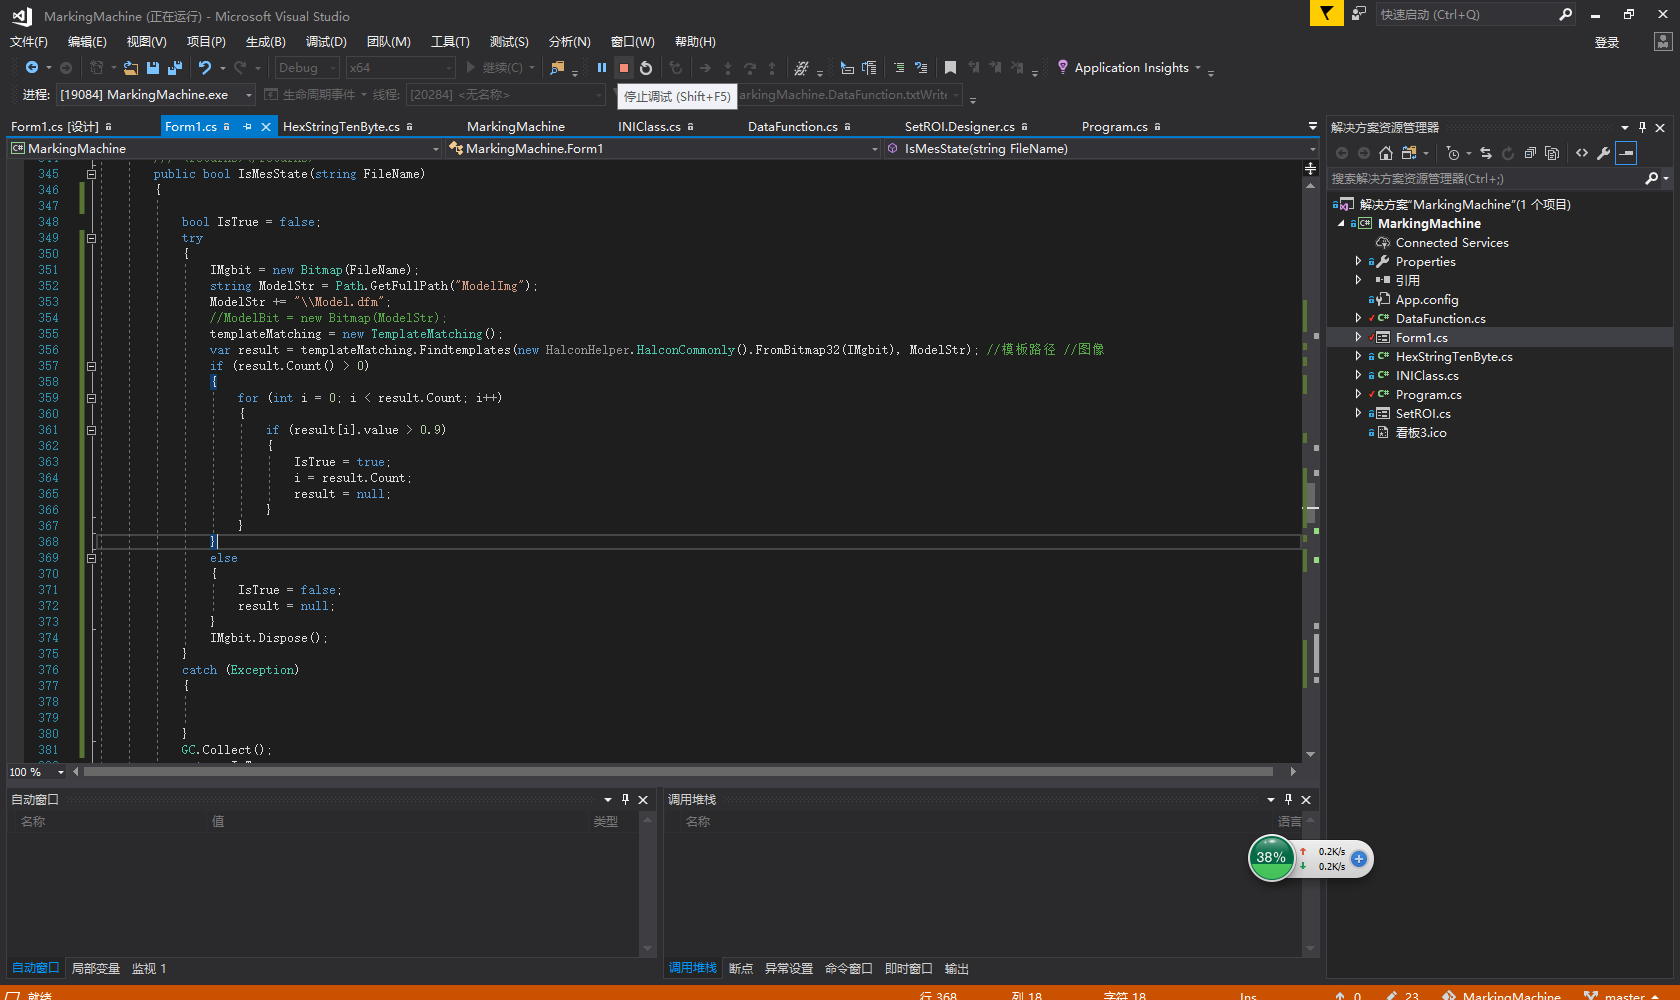 MarkingMachine (正在运行) - Microsoft Visual Studio
快速启动 (Ctrl+Q)
文件(F) 编辑(E) 视图(V) 项目(P) 生成(B) 调试(D) 团队(M) 工具(T) 测试(S) 分析(N) 窗口(W) 帮助(H)
登录
Debug x64 继续(C) Application Insights
进程: [19084] MarkingMachine.exe 生命周期事件 线程: [20284] <无名称>
停止调试 (Shift+F5)
arkingMachine.DataFunction.txtWrite
Form1.cs [设计] Form1.cs HexStringTenByte.cs MarkingMachine INIClass.cs DataFunction.cs SetROI.Designer.cs Program.cs
MarkingMachine MarkingMachine.Form1 IsMesState(string FileName)
345 public bool IsMesState(string FileName)
346 {
347
348 bool IsTrue = false;
349 try
350 {
351 IMgbit = new Bitmap(FileName);
352 string ModelStr = Path.GetFullPath("ModelImg");
353 ModelStr += "\\Model.dfm";
354 //ModelBit = new Bitmap(ModelStr);
355 templateMatching = new TemplateMatching();
356 var result = templateMatching.Findtemplates(new HalconHelper.HalconCommonly().FromBitmap32(IMgbit), ModelStr); //模板路径 //图像
357 if (result.Count() > 0)
358 {
359 for (int i = 0; i < result.Count; i++)
360 {
361 if (result[i].value > 0.9)
362 {
363 IsTrue = true;
364 i = result.Count;
365 result = null;
366 }
367 }
368 }
369 else
370 {
371 IsTrue = false;
372 result = null;
373 }
374 IMgbit.Dispose();
375 }
376 catch (Exception)
377 {
378
379
380 }
381 GC.Collect();
100 %
自动窗口
名称 值 类型
自动窗口 局部变量 监视 1
调用堆栈
名称 语言
调用堆栈 断点 异常设置 命令窗口 即时窗口 输出
解决方案资源管理器
搜索解决方案资源管理器(Ctrl+;)
解决方案"MarkingMachine"(1 个项目)
MarkingMachine
Connected Services
Properties
引用
App.config
DataFunction.cs
Form1.cs
HexStringTenByte.cs
INIClass.cs
Program.cs
SetROI.cs
看板3.ico
38%
0.2K/s
0.2K/s
就绪 行 368 列 18 字符 18 Ins 0 23 MarkingMachine master